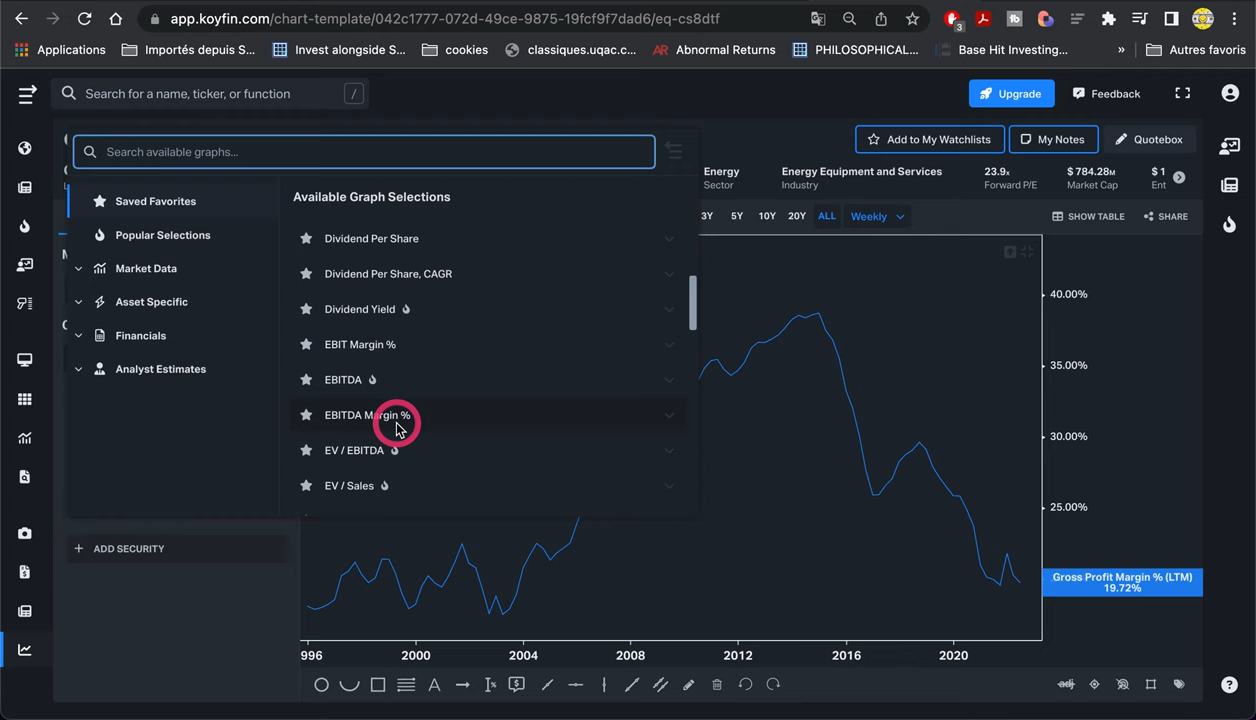 app.koyfin.com/chart-template/042c1777-072d-49ce-9875-19fcf9f7dad6/eq-cs8dtf
3
Applications
Importés depuis S...
Invest alongside S...
cookies
classiques.uqac.c...
AR
Abnormal Returns
PHILOSOPHICAL...
Base Hit Investing...
»
Autres favoris
Search for a name, ticker, or function
/
Upgrade
Feedback
Search available graphs...
Add to My Watchlists
My Notes
Quotebox
Energy
Sector
Energy Equipment and Services
Industry
23.9x
Forward P/E
$ 784.28M
Market Cap
$ 1
Ent
Saved Favorites
Popular Selections
Market Data
Asset Specific
Financials
Analyst Estimates
Available Graph Selections
Dividend Per Share
Dividend Per Share, CAGR
Dividend Yield
EBIT Margin %
EBITDA
EBITDA Margin %
EV / EBITDA
EV / Sales
3Y
5Y
10Y
20Y
ALL
Weekly
SHOW TABLE
SHARE
40.00%
35.00%
30.00%
25.00%
Gross Profit Margin % (LTM)
19.72%
ADD SECURITY
996
2000
2004
2008
2012
2016
2020
adj